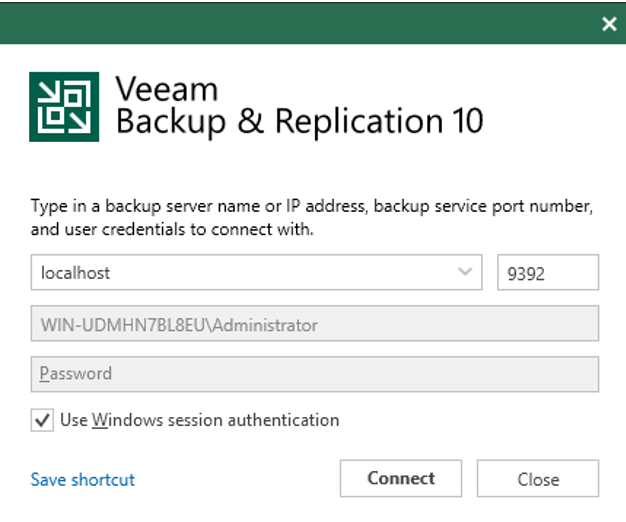 Veeam
Backup & Replication 10
Type in a backup server name or IP address, backup service port number,
and user credentials to connect with.
localhost 9392
WIN-UDMHN7BL8EU\Administrator
Password
Use Windows session authentication
Save shortcut Connect Close